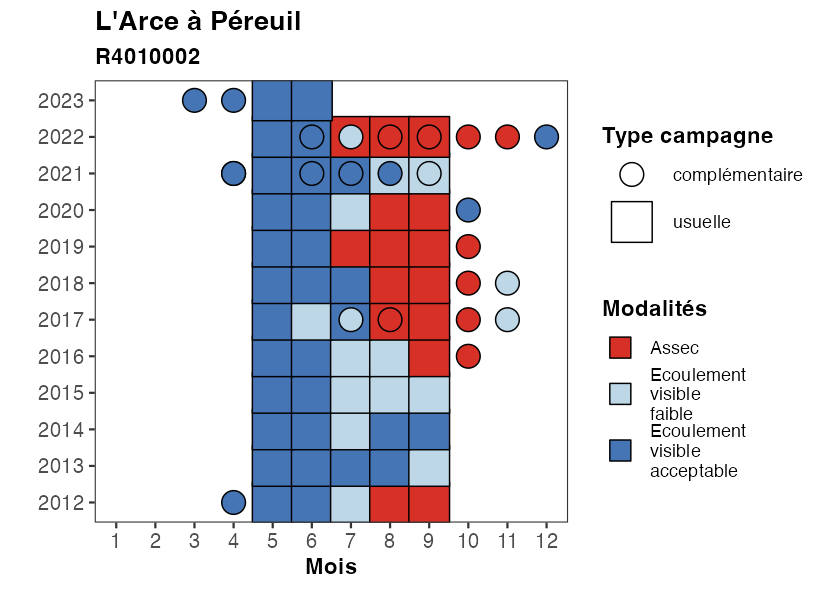 L'Arce à Péreuil
R4010002
2023
2022
2021
2020
2019
2018
2017
2016
2015
2014
2013
2012
1 2 3 4 5 6 7 8 9 10 11 12
Mois
Type campagne
complémentaire
usuelle
Modalités
Assec
Ecoulement
visible
faible
Ecoulement
visible
acceptable